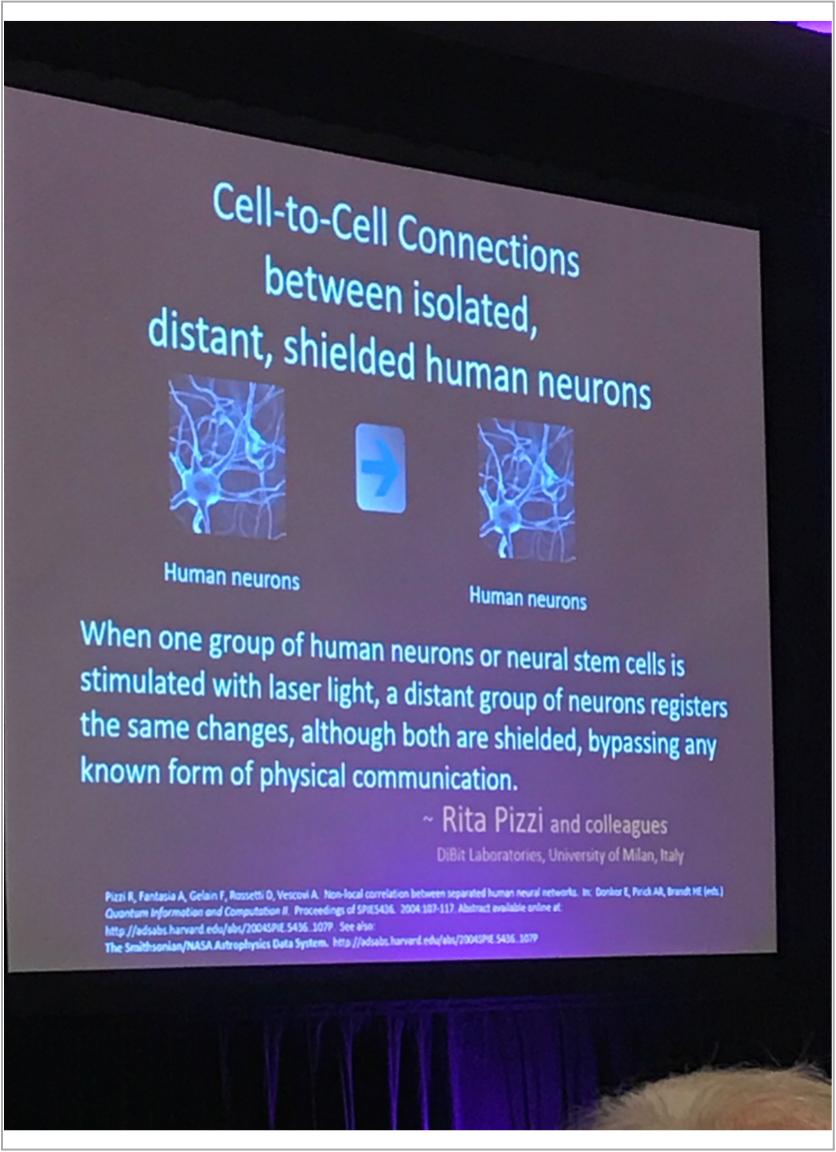 Cell-to-Cell Connections
between isolated,
distant, shielded human neurons
Human neurons
Human neurons
When one group of human neurons or neural stem cells is
stimulated with laser light, a distant group of neurons registers
the same changes, although both are shielded, bypassing any
known form of physical communication.
~ Rita Pizzi and colleagues
DiBit Laboratories, University of Milan, Italy
Pizzi R, Fantasia A, Gelain F, Rossetti D, Vescovi A. Non-local correlation between separated human neural networks. In: Donkor E, Pirick AR, Brandt HE (eds.)
Quantum Information and Computation II. Proceedings of SPIE5436. 2004:107-117. Abstract available online at:
http://adsabs.harvard.edu/abs/2004SPIE.5436..107P. See also:
The Smithsonian/NASA Astrophysics Data System. http://adsabs.harvard.edu/abs/2004SPIE.5436..107P